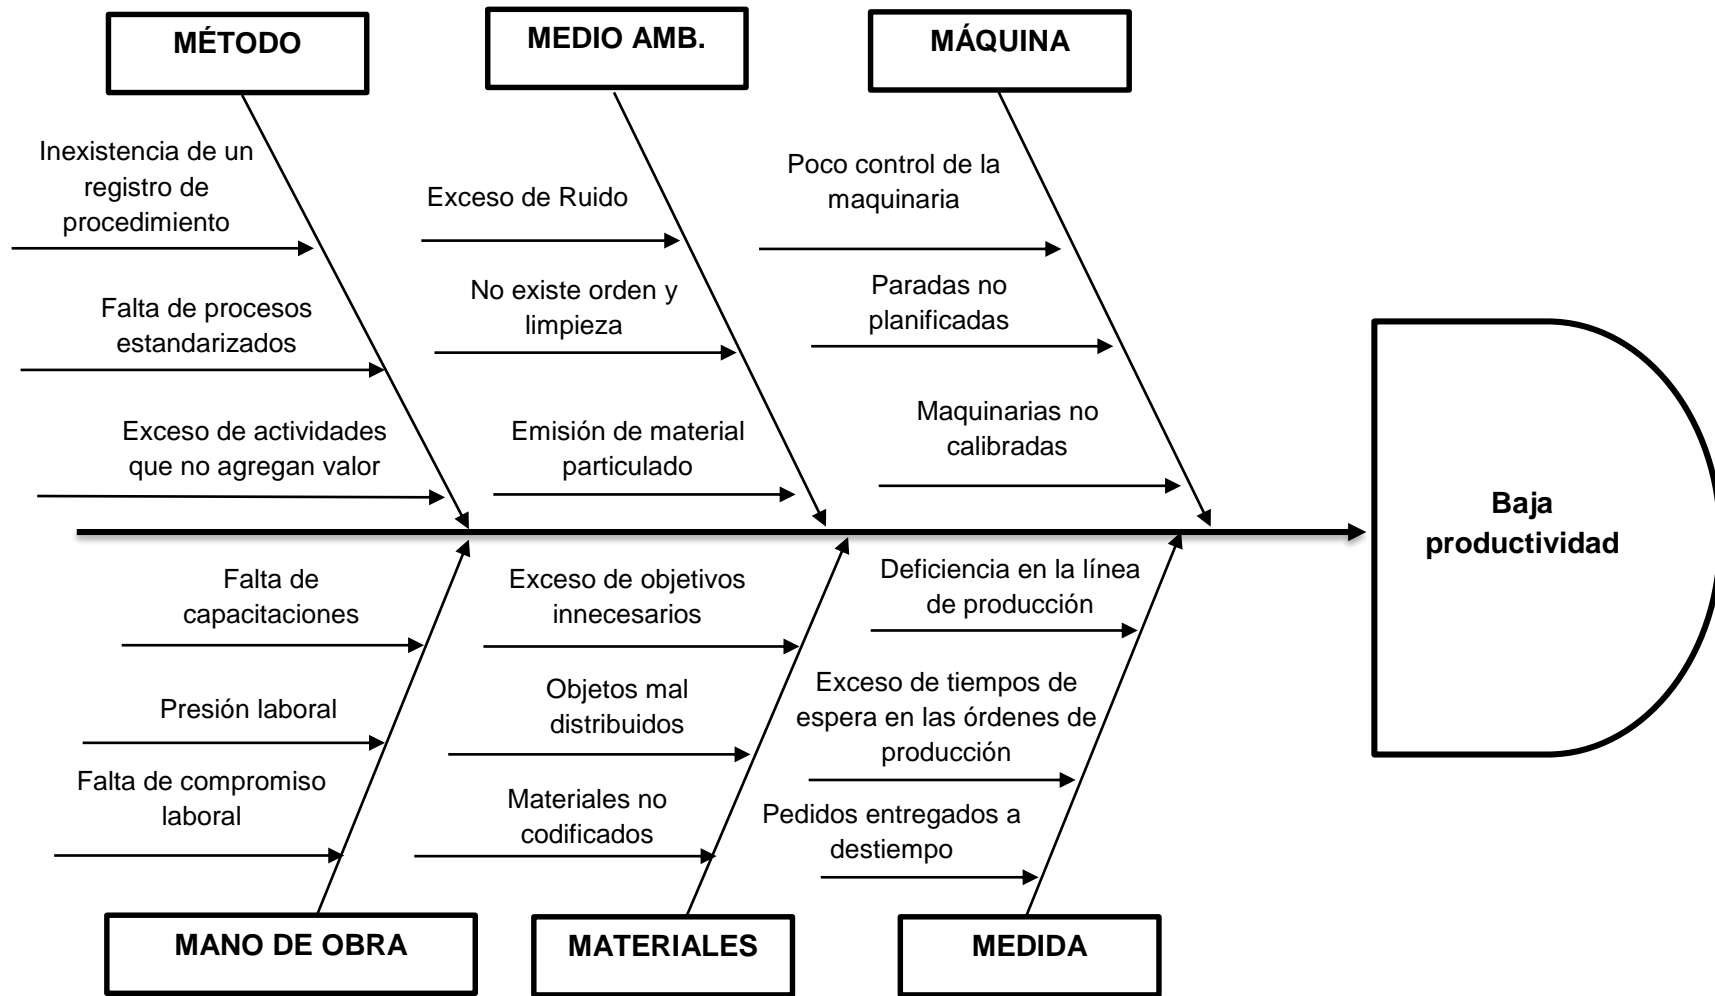 MÉTODO
MEDIO AMB.
MÁQUINA
Inexistencia de un
registro de
procedimiento
Exceso de Ruido
Poco control de la
maquinaria
Falta de procesos
estandarizados
No existe orden y
limpieza
Paradas no
planificadas
Exceso de actividades
que no agregan valor
Emisión de material
particulado
Maquinarias no
calibradas
Baja
productividad
Falta de
capacitaciones
Exceso de objetivos
innecesarios
Deficiencia en la línea
de producción
Presión laboral
Objetos mal
distribuidos
Exceso de tiempos de
espera en las órdenes de
producción
Falta de compromiso
laboral
Materiales no
codificados
Pedidos entregados a
destiempo
MANO DE OBRA
MATERIALES
MEDIDA